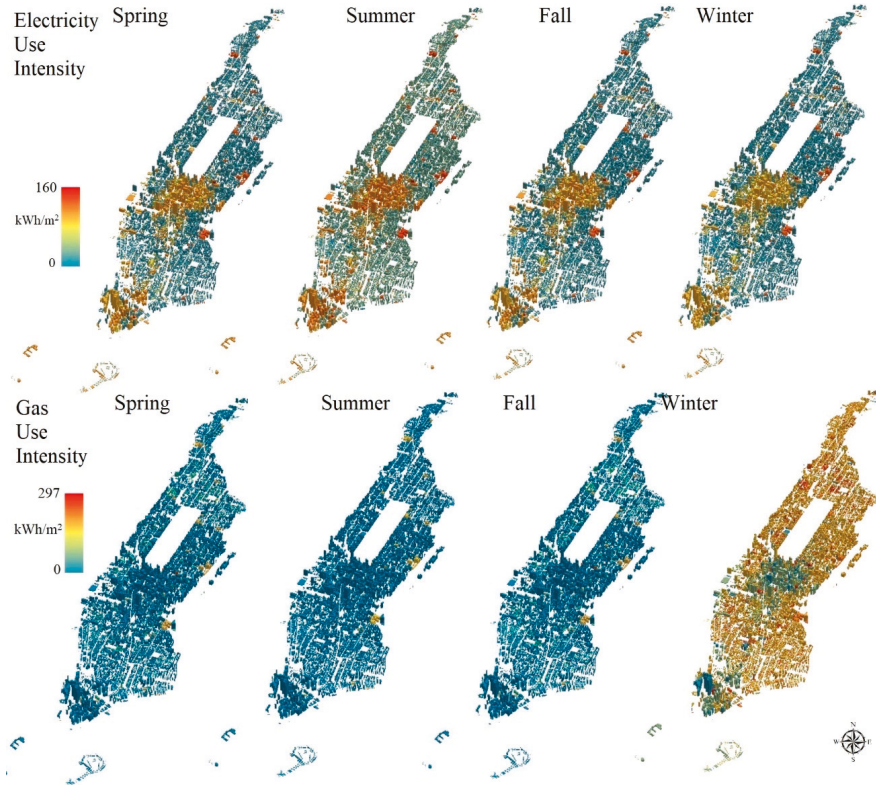 Electricity
Use
Intensity
Spring
Summer
Fall
Winter
160
kWh/m²
0
Gas
Use
Intensity
Spring
Summer
Fall
Winter
297
kWh/m²
0
N
W
E
S